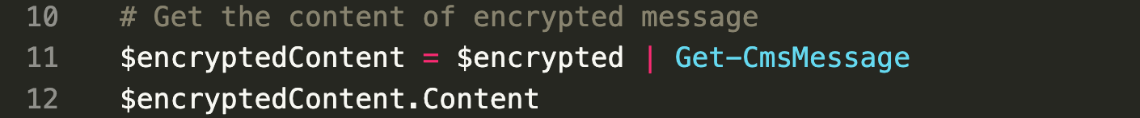 10 # Get the content of encrypted message
11 $encryptedContent = $encrypted | Get-CmsMessage
12 $encryptedContent.Content